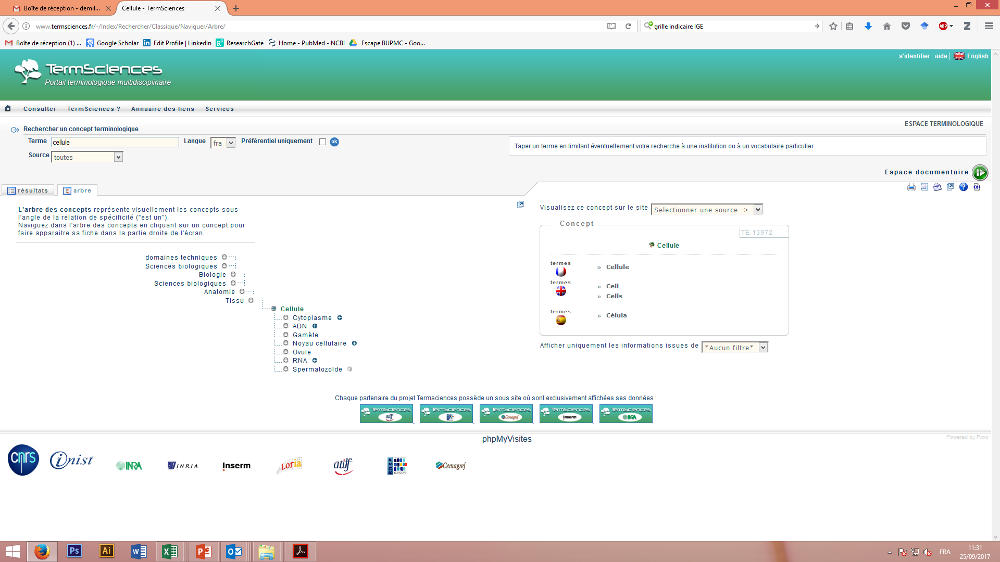 Boîte de réception - demil...
Cellule - TermSciences
www.termsciences.fr/-/Index/Rechercher/Classique/Naviguer/Arbre/
grille indicaire IGE
ABP
Z
Boîte de réception (1) ...
Google Scholar
Edit Profile | LinkedIn
ResearchGate
Home - PubMed - NCBI
Escape BUPMC - Goo...
s'identifier | aide | English
TermSciences
Portail terminologique multidisciplinaire
Consulter TermSciences ? Annuaire des liens Services
Rechercher un concept terminologique
ESPACE TERMINOLOGIQUE
Terme cellule Langue fra Préférentiel uniquement ok
Taper un terme en limitant éventuellement votre recherche à une institution ou à un vocabulaire particulier.
Source toutes
Espace documentaire
résultats arbre
L'arbre des concepts représente visuellement les concepts sous
l'angle de la relation de spécificité ("est un").
Naviguez dans l'arbre des concepts en cliquant sur un concept pour
faire apparaitre sa fiche dans la partie droite de l'écran.
domaines techniques
Sciences biologiques
Biologie
Sciences biologiques
Anatomie
Tissu
Cellule
Cytoplasme
ADN
Gamète
Noyau cellulaire
Ovule
RNA
Spermatozoïde
Visualisez ce concept sur le site Selectionner une source ->
Concept
TE.13972
Cellule
termes
» Cellule
termes
» Cell
» Cells
termes
» Célula
Afficher uniquement les informations issues de *Aucun filtre*
Chaque partenaire du projet Termsciences possède un sous site où sont exclusivement affichées ses données :
TermSciences TermSciences TermSciences TermSciences TermSciences
atilf Cemagref Inserm INRA
phpMyVisites
Powered by Pxxo
cnrs inist INRA INRIA Inserm Loria atilf B.D.S.P. Cemagref
Ps Ai
FRA
11:31
25/09/2017